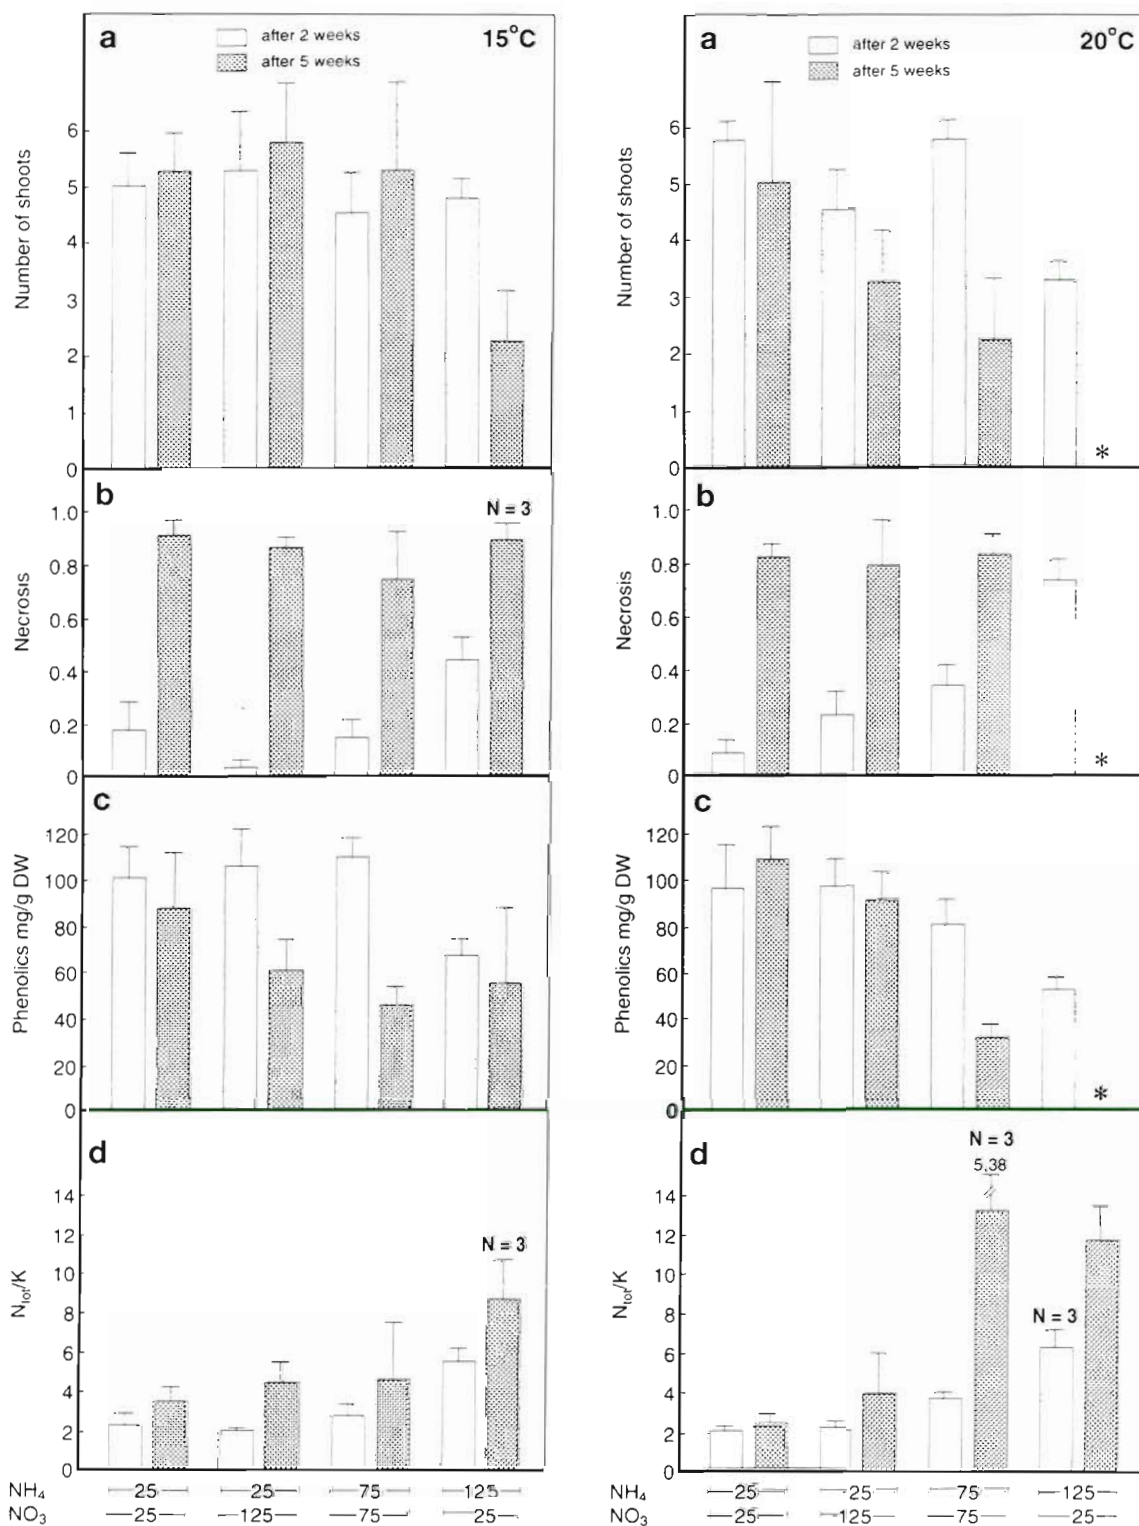 a
after 2 weeks
after 5 weeks
15°C
Number of shoots
6
5
4
3
2
1
0
b
N = 3
Necrosis
1.0
0.8
0.6
0.4
0.2
0
c
Phenolics mg/g DW
120
100
80
60
40
20
0
d
N = 3
Ntot/K
14
12
10
8
6
4
2
0
NH4 25 25 75 125
NO3 25 125 75 25
a
after 2 weeks
after 5 weeks
20°C
Number of shoots
6
5
4
3
2
1
0
*
b
Necrosis
1.0
0.8
0.6
0.4
0.2
0
*
c
Phenolics mg/g DW
120
100
80
60
40
20
0
*
d
N = 3
5,38
N = 3
Ntot/K
14
12
10
8
6
4
2
0
NH4 25 25 75 125
NO3 25 125 75 25